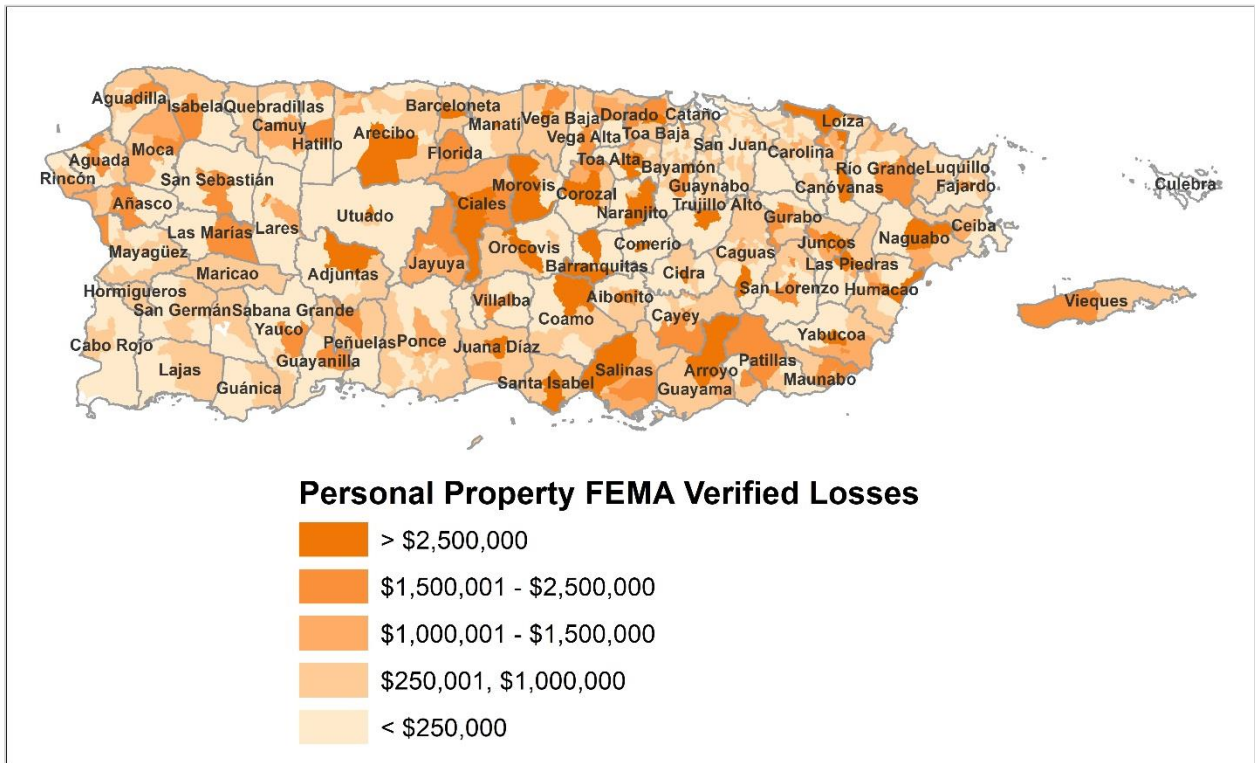 Aguadilla
Isabela
Quebradillas
Camuy
Hatillo
Arecibo
Barceloneta
Manatí
Florida
Vega Baja
Vega Alta
Dorado
Toa Baja
Cataño
Toa Alta
Bayamón
San Juan
Guaynabo
Carolina
Trujillo Alto
Loíza
Canóvanas
Río Grande
Luquillo
Fajardo
Culebra
Aguada
Rincón
Moca
San Sebastián
Añasco
Mayagüez
Las Marías
Lares
Utuado
Ciales
Morovis
Corozal
Naranjito
Gurabo
Ceiba
Naguabo
Juncos
Las Piedras
Comerío
Caguas
Orocovis
Barranquitas
Cidra
Jayuya
Adjuntas
Maricao
Hormigueros
San Germán
Sabana Grande
Yauco
Guayanilla
Peñuelas
Ponce
Villalba
Coamo
Aibonito
Cayey
San Lorenzo
Humacao
Vieques
Yabucoa
Cabo Rojo
Lajas
Guánica
Juana Díaz
Santa Isabel
Salinas
Guayama
Arroyo
Patillas
Maunabo
Personal Property FEMA Verified Losses
> $2,500,000
$1,500,001 - $2,500,000
$1,000,001 - $1,500,000
$250,001, $1,000,000
< $250,000